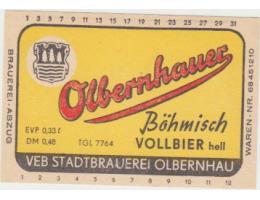 1 3 5 7 9 11 13 15 17 19 21 23 25 27 29 31
BRAUEREI-ABZUG
Olbernhauer
Böhmisch
EVP 0,33 l
VOLLBIER hell
DM 0,48
TGL 7764
VEB STADTBRAUEREI OLBERNHAU
WAREN-NR. 68451210
1 2 3 4 5 6 7 8 9 10 11 12